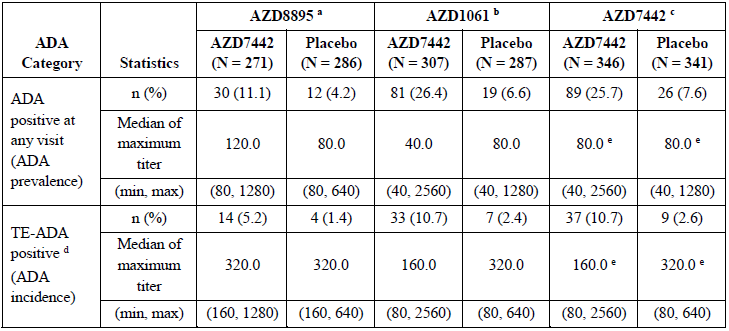 AZD8895 a AZD1061 b AZD7442 c
ADA Category Statistics AZD7442 (N = 271) Placebo (N = 286) AZD7442 (N = 307) Placebo (N = 287) AZD7442 (N = 346) Placebo (N = 341)
ADA positive at any visit (ADA prevalence)
n (%) 30 (11.1) 12 (4.2) 81 (26.4) 19 (6.6) 89 (25.7) 26 (7.6)
Median of maximum titer 120.0 80.0 40.0 80.0 80.0 e 80.0 e
(min, max) (80, 1280) (80, 640) (40, 2560) (40, 1280) (40, 2560) (40, 1280)
TE-ADA positive d (ADA incidence)
n (%) 14 (5.2) 4 (1.4) 33 (10.7) 7 (2.4) 37 (10.7) 9 (2.6)
Median of maximum titer 320.0 320.0 160.0 320.0 160.0 e 320.0 e
(min, max) (160, 1280) (160, 640) (80, 2560) (80, 640) (80, 2560) (80, 640)